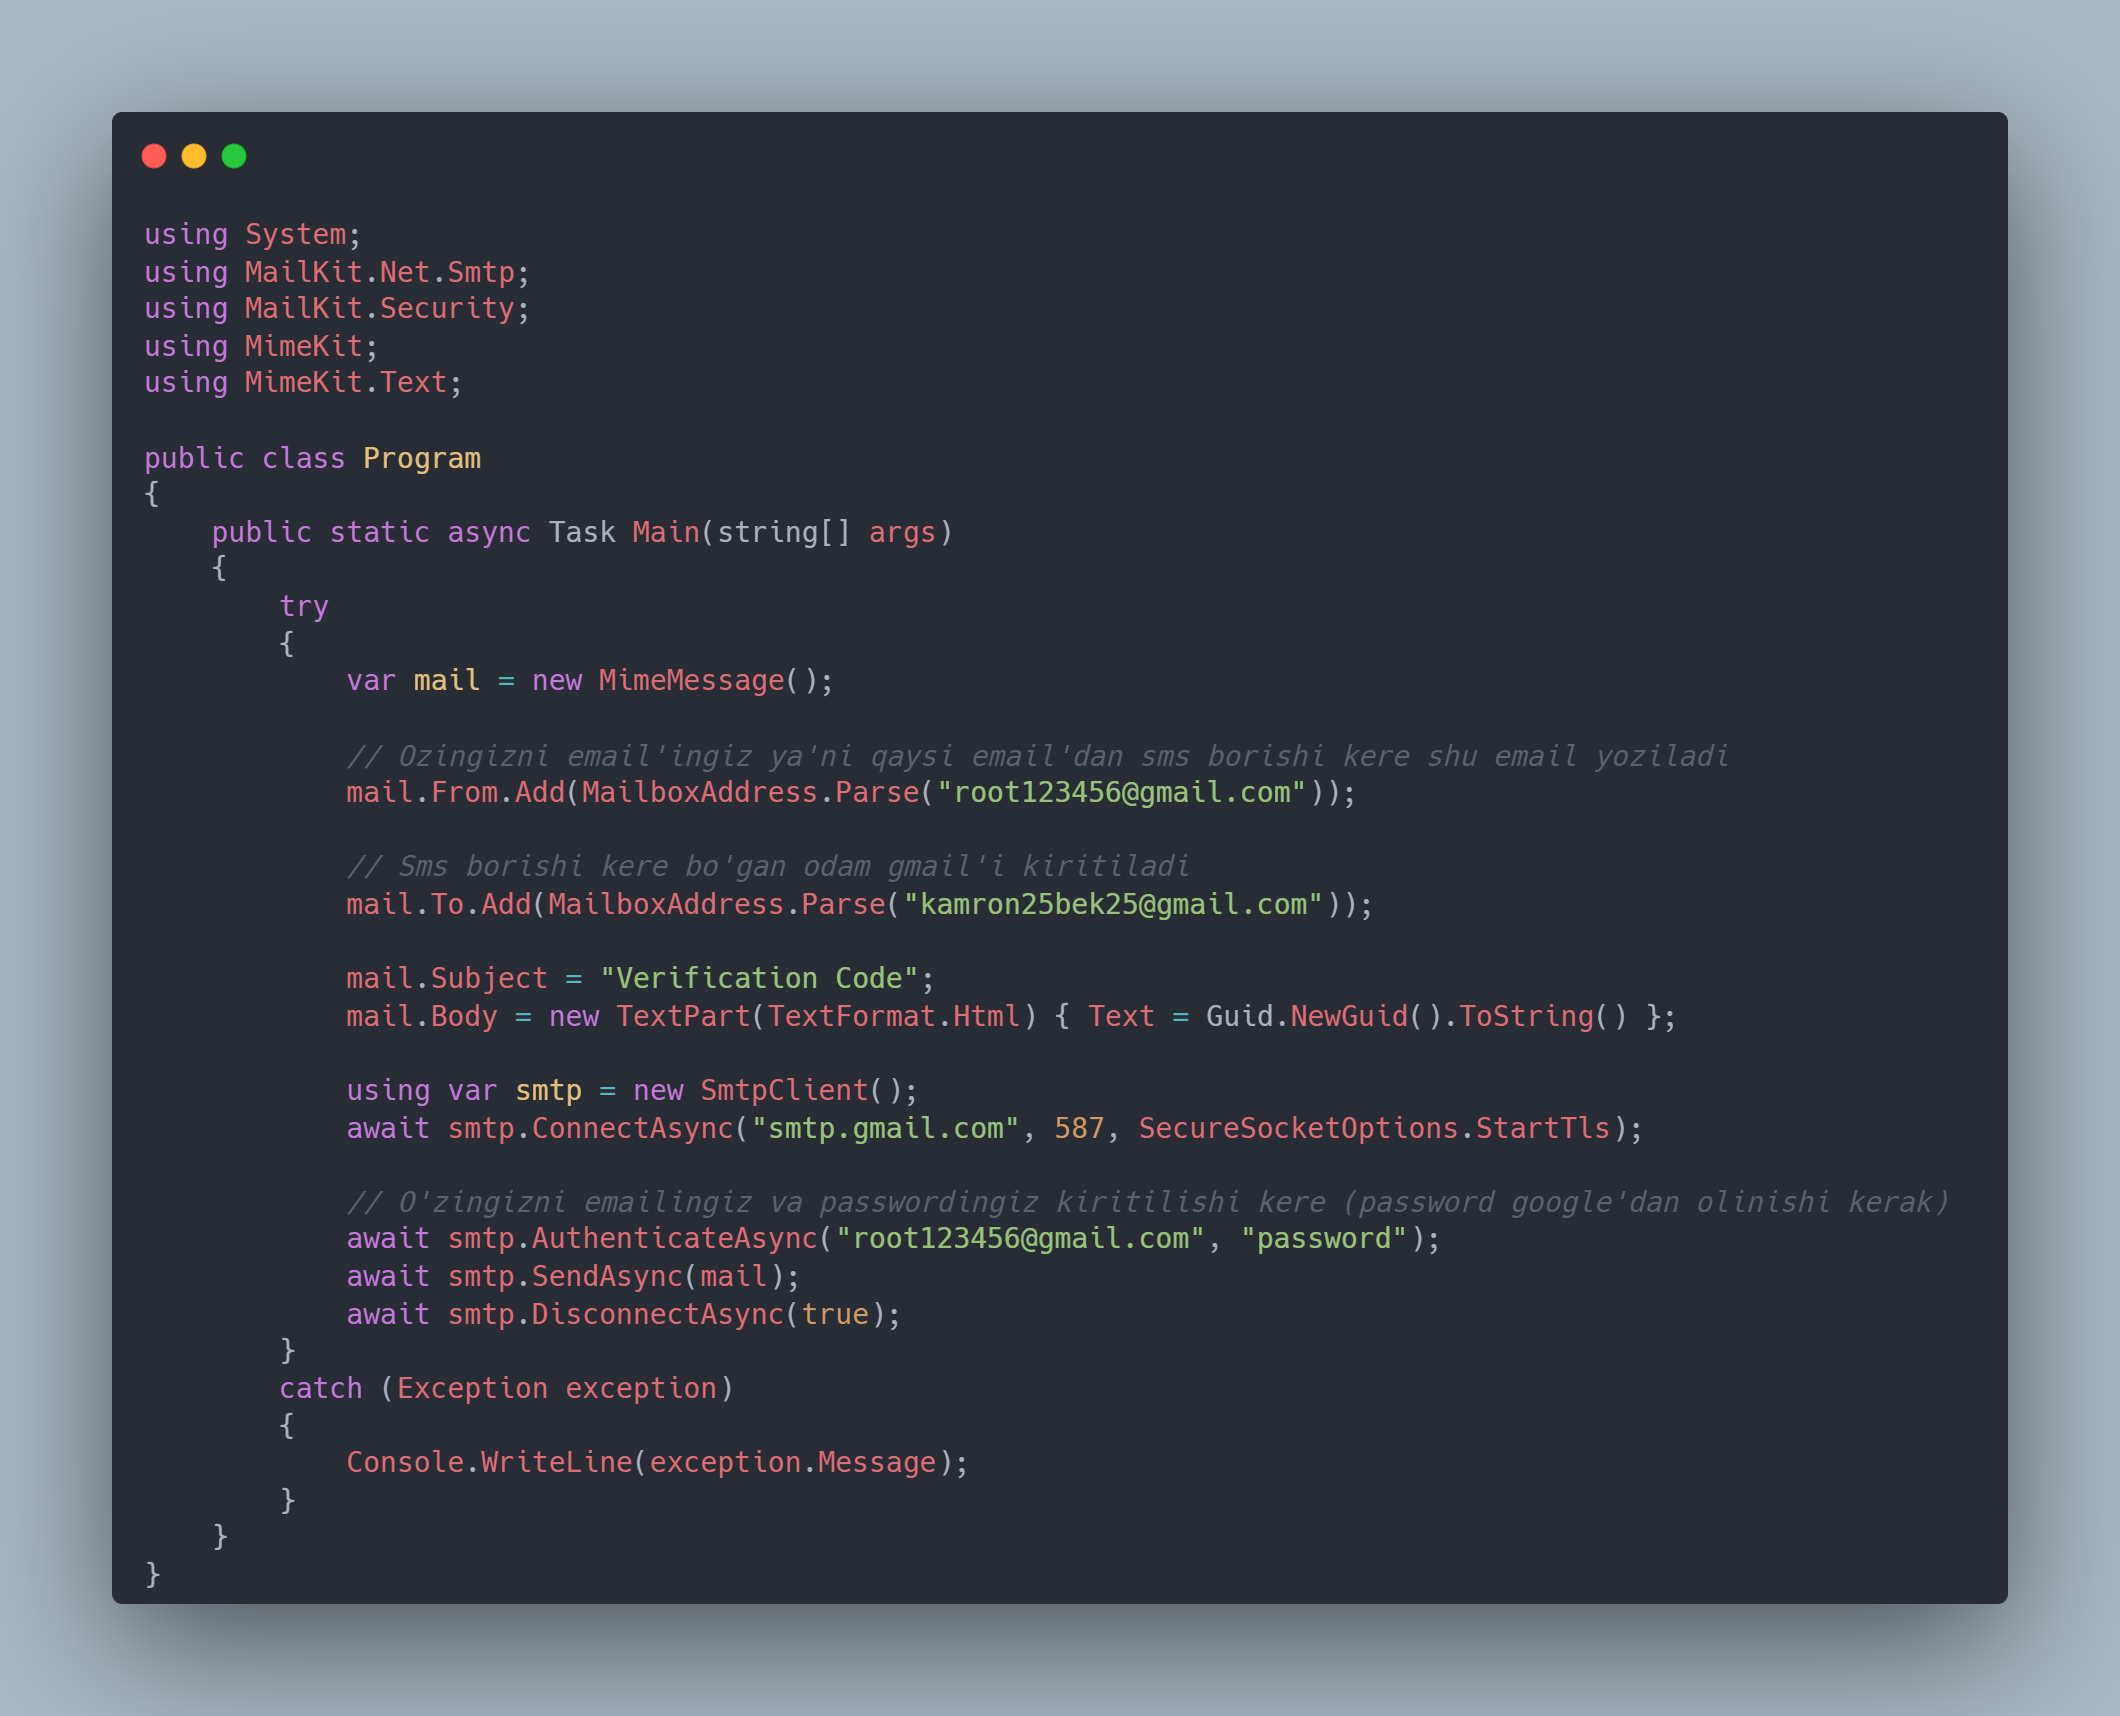 using System;
using MailKit.Net.Smtp;
using MailKit.Security;
using MimeKit;
using MimeKit.Text;

public class Program
{
    public static async Task Main(string[] args)
    {
        try
        {
            var mail = new MimeMessage();

            // Ozingizni email'ingiz ya'ni qaysi email'dan sms borishi kere shu email yoziladi
            mail.From.Add(MailboxAddress.Parse("root123456@gmail.com"));

            // Sms borishi kere bo'gan odam gmail'i kiritiladi
            mail.To.Add(MailboxAddress.Parse("kamron25bek25@gmail.com"));

            mail.Subject = "Verification Code";
            mail.Body = new TextPart(TextFormat.Html) { Text = Guid.NewGuid().ToString() };

            using var smtp = new SmtpClient();
            await smtp.ConnectAsync("smtp.gmail.com", 587, SecureSocketOptions.StartTls);

            // O'zingizni emailingiz va passwordingiz kiritilishi kere (password google'dan olinishi kerak)
            await smtp.AuthenticateAsync("root123456@gmail.com", "password");
            await smtp.SendAsync(mail);
            await smtp.DisconnectAsync(true);
        }
        catch (Exception exception)
        {
            Console.WriteLine(exception.Message);
        }
    }
}